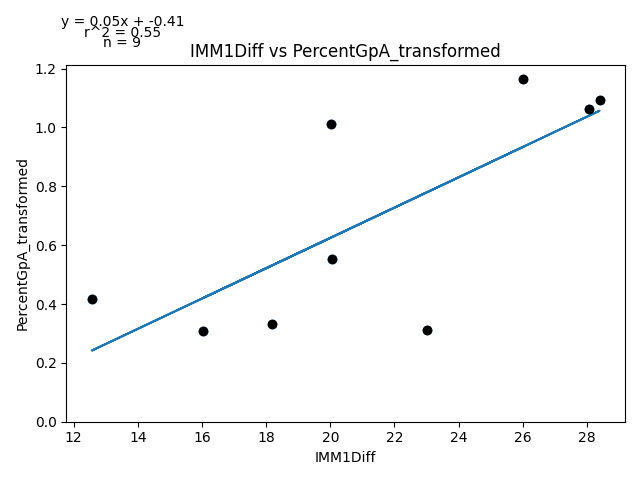 y = 0.05x + -0.41
r^2 = 0.55
n = 9
IMM1Diff vs PercentGpA_transformed
1.2
1.0
0.8
0.6
0.4
0.2
0.0
PercentGpA_transformed
12 14 16 18 20 22 24 26 28
IMM1Diff